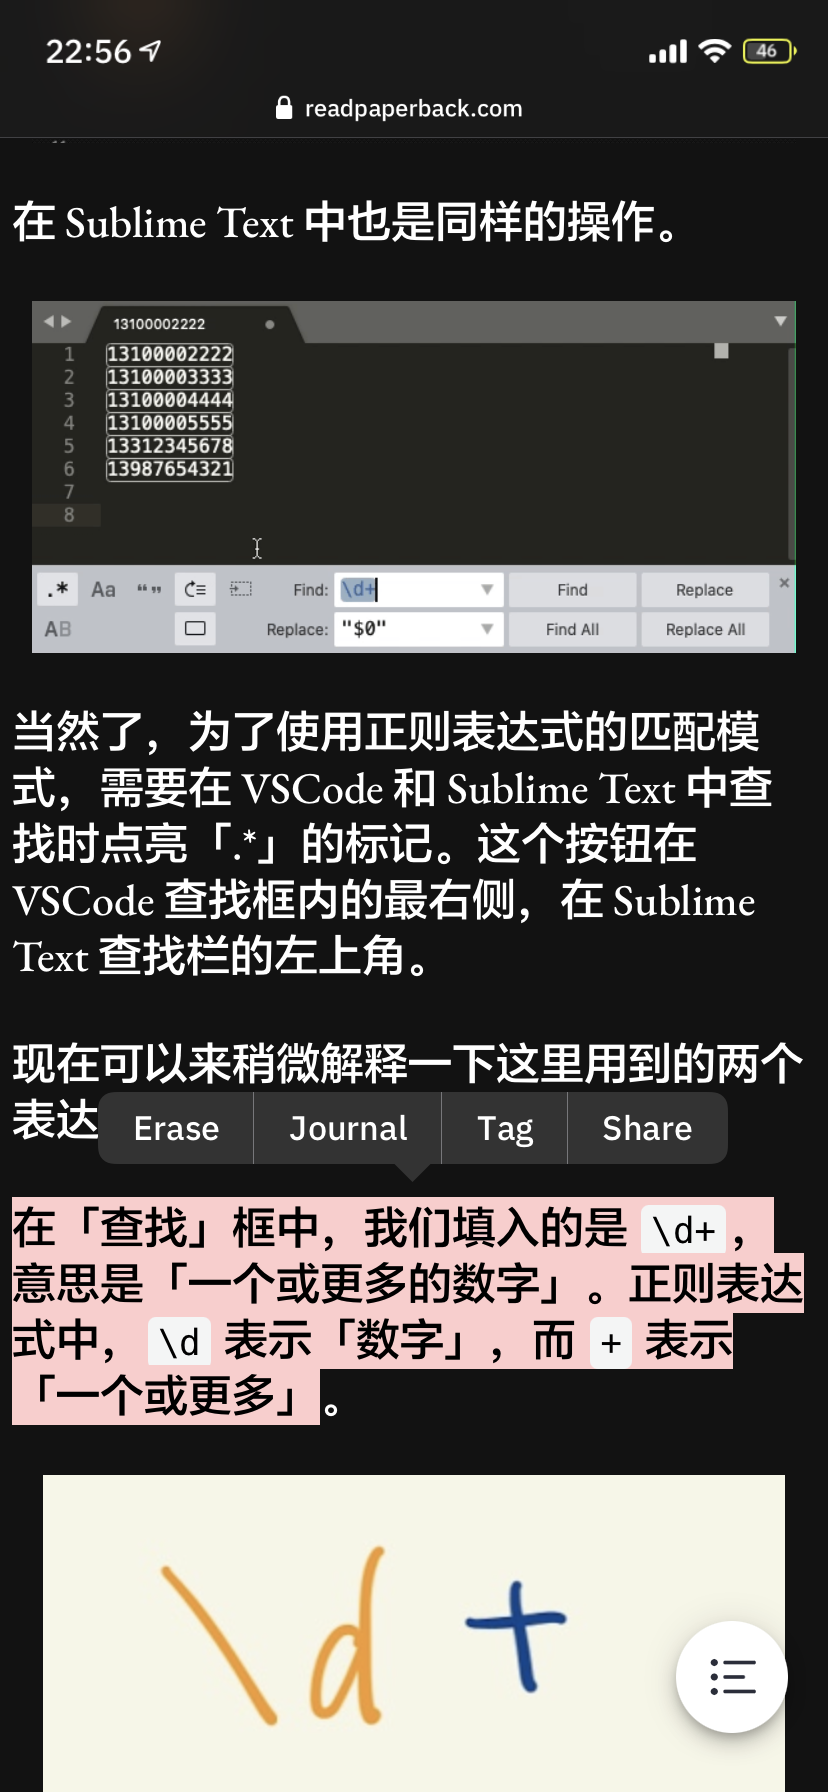 22:56
46
readpaperback.com
在 Sublime Text 中也是同样的操作。
13100002222
1 13100002222
2 13100003333
3 13100004444
4 13100005555
5 13312345678
6 13987654321
7
8
.* Aa “” Find: \d+ Find Replace ×
AB Replace: "$0" Find All Replace All
当然了，为了使用正则表达式的匹配模
式，需要在 VSCode 和 Sublime Text 中查
找时点亮「.*」的标记。这个按钮在
VSCode 查找框内的最右侧，在 Sublime
Text 查找栏的左上角。
现在可以来稍微解释一下这里用到的两个
表达
Erase Journal Tag Share
在「查找」框中，我们填入的是 \d+，
意思是「一个或更多的数字」。正则表达
式中， \d 表示「数字」，而 + 表示
「一个或更多」。
\d +